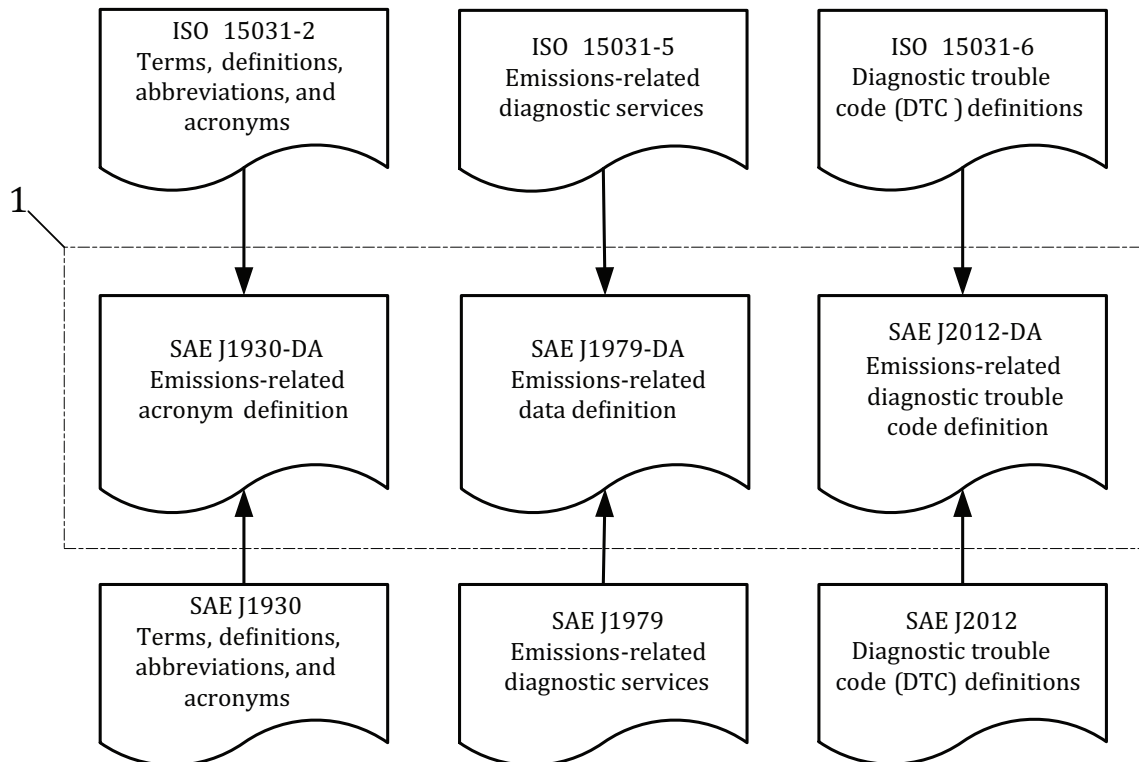 ISO 15031-2
Terms, definitions,
abbreviations, and
acronyms
ISO 15031-5
Emissions-related
diagnostic services
ISO 15031-6
Diagnostic trouble
code (DTC ) definitions
1
SAE J1930-DA
Emissions-related
acronym definition
SAE J1979-DA
Emissions-related
data definition
SAE J2012-DA
Emissions-related
diagnostic trouble
code definition
SAE J1930
Terms, definitions,
abbreviations, and
acronyms
SAE J1979
Emissions-related
diagnostic services
SAE J2012
Diagnostic trouble
code (DTC) definitions